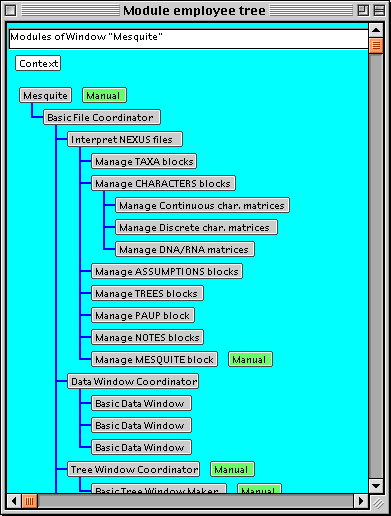 Module employee tree
Modules of Window "Mesquite"
Context
Mesquite Manual
Basic File Coordinator
Interpret NEXUS files
Manage TAXA blocks
Manage CHARACTERS blocks
Manage Continuous char. matrices
Manage Discrete char. matrices
Manage DNA/RNA matrices
Manage ASSUMPTIONS blocks
Manage TREES blocks
Manage PAUP block
Manage NOTES blocks
Manage MESQUITE block Manual
Data Window Coordinator
Basic Data Window
Basic Data Window
Basic Data Window
Tree Window Coordinator Manual
Basic Tree Window Maker Manual